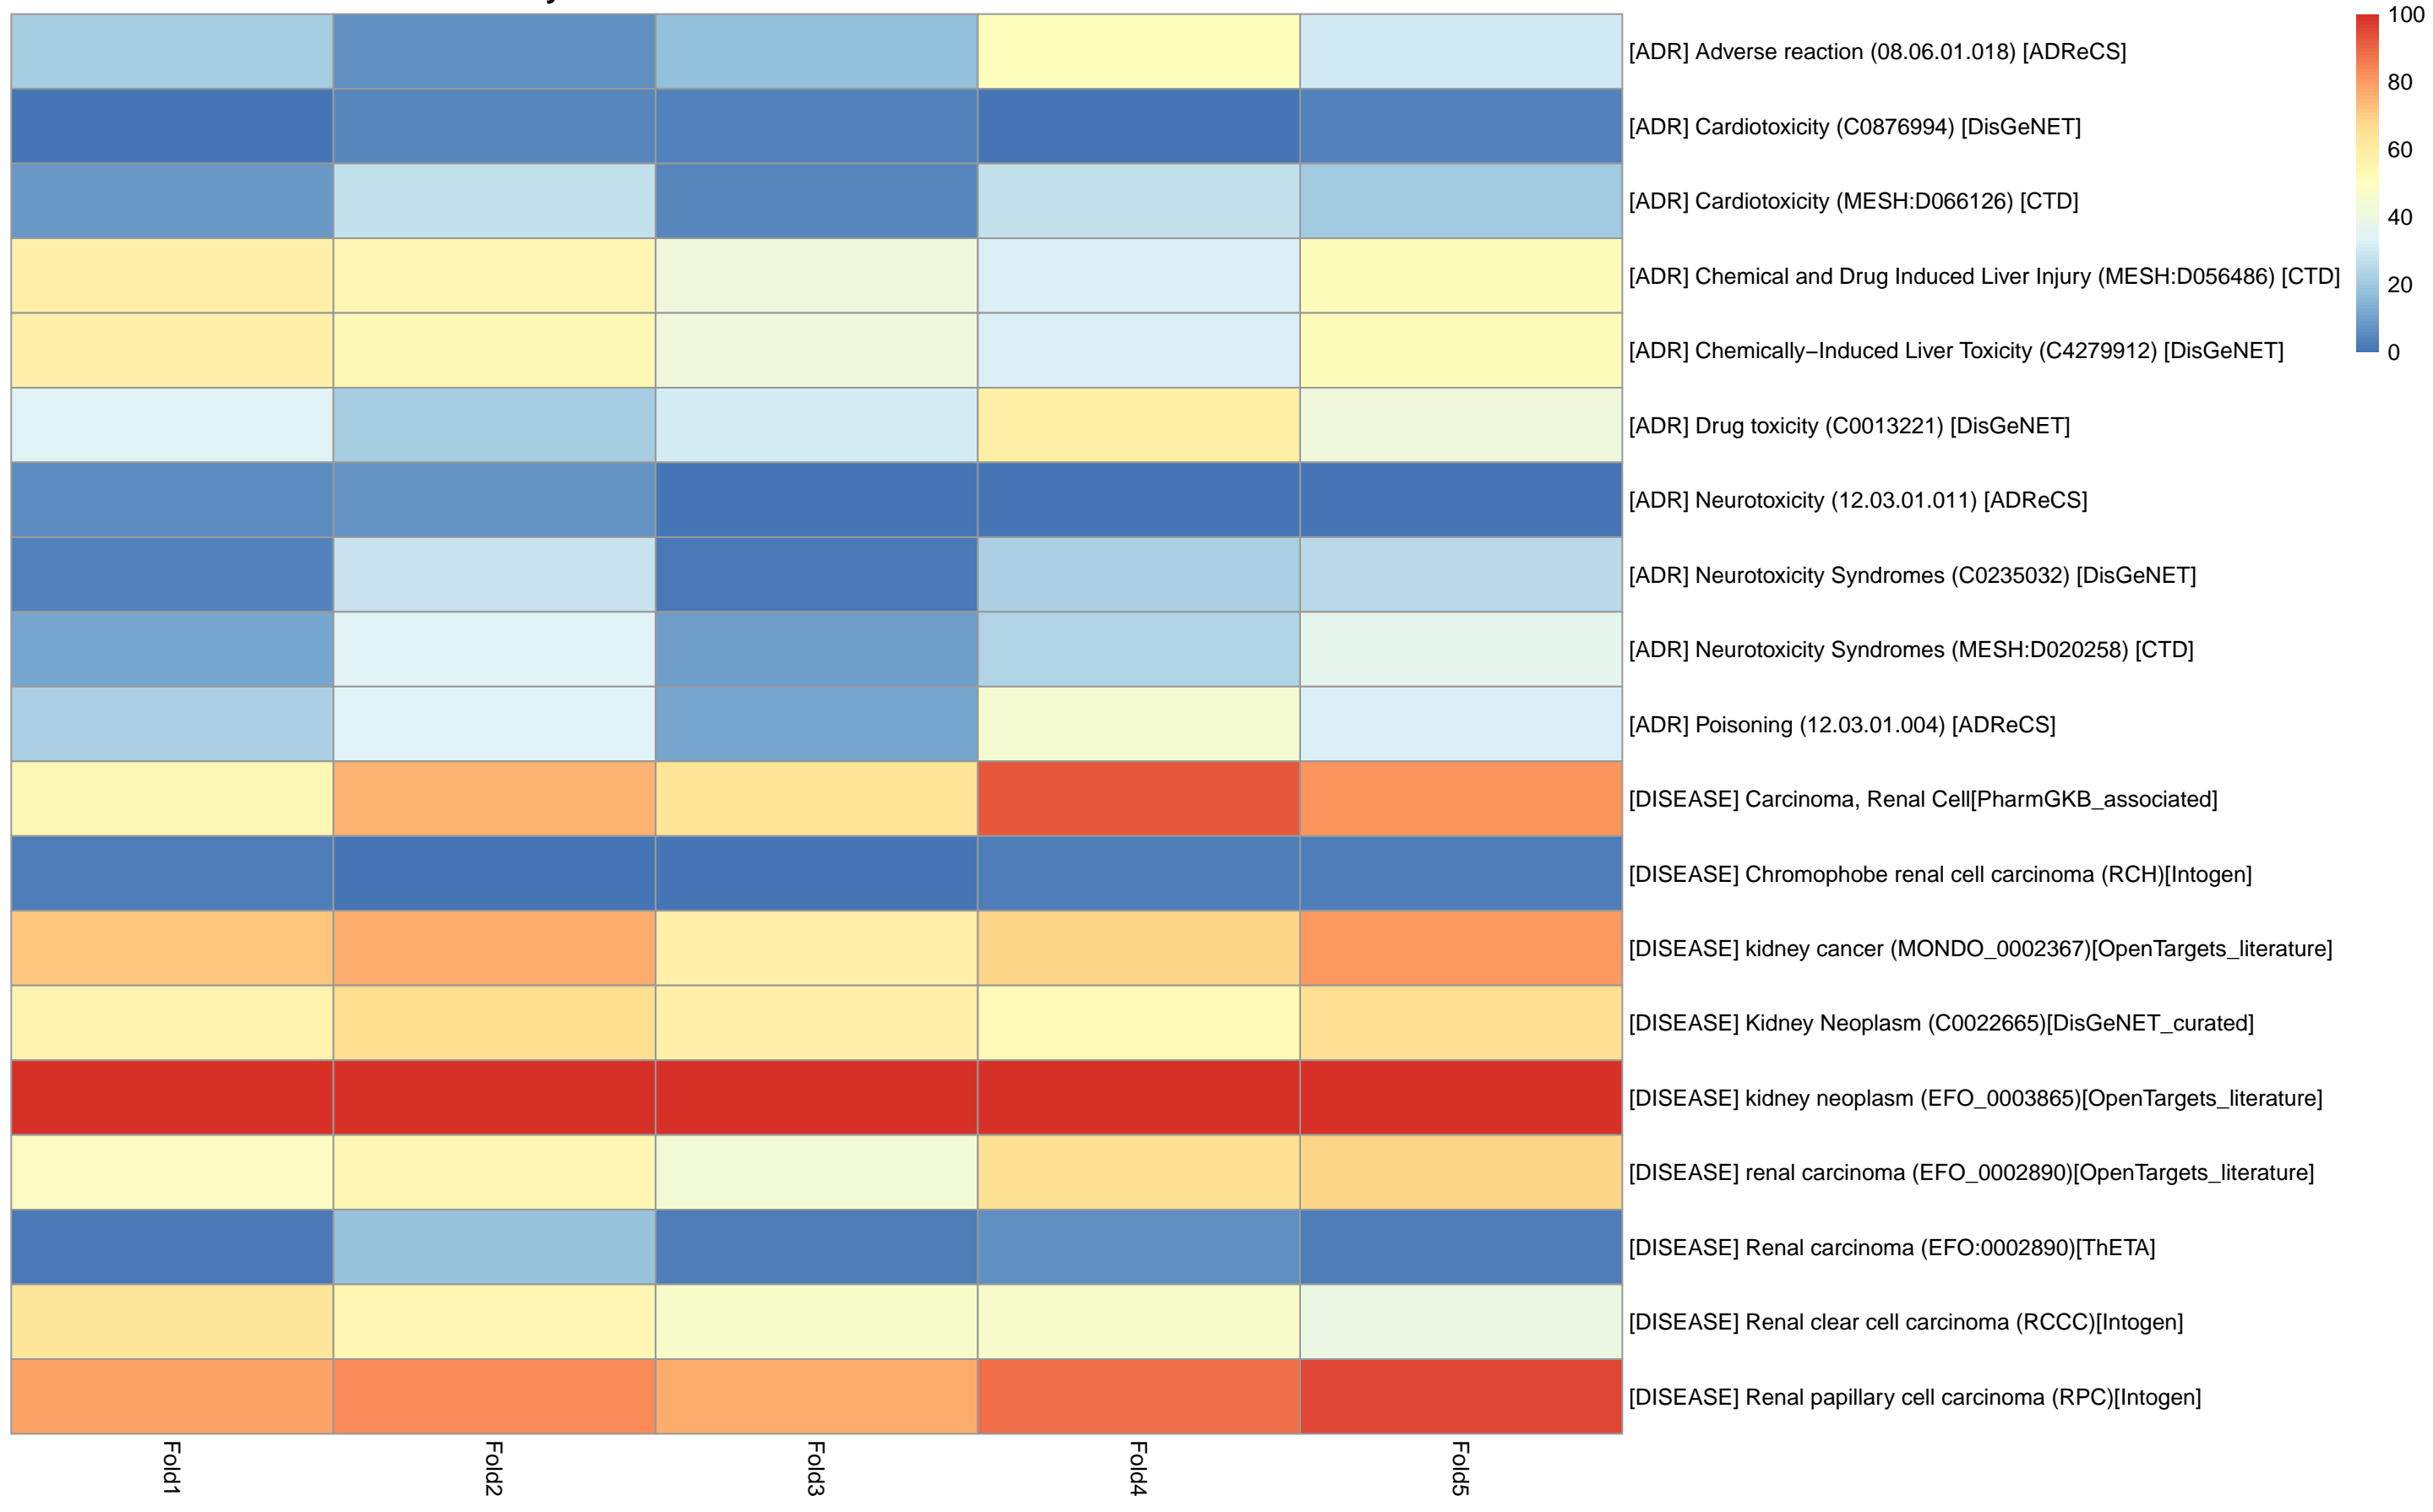 [ADR] Adverse reaction (08.06.01.018) [ADReCS]
[ADR] Cardiotoxicity (C0876994) [DisGeNET]
[ADR] Cardiotoxicity (MESH:D066126) [CTD]
[ADR] Chemical and Drug Induced Liver Injury (MESH:D056486) [CTD]
[ADR] Chemically−Induced Liver Toxicity (C4279912) [DisGeNET]
[ADR] Drug toxicity (C0013221) [DisGeNET]
[ADR] Neurotoxicity (12.03.01.011) [ADReCS]
[ADR] Neurotoxicity Syndromes (C0235032) [DisGeNET]
[ADR] Neurotoxicity Syndromes (MESH:D020258) [CTD]
[ADR] Poisoning (12.03.01.004) [ADReCS]
[DISEASE] Carcinoma, Renal Cell[PharmGKB_associated]
[DISEASE] Chromophobe renal cell carcinoma (RCH)[Intogen]
[DISEASE] kidney cancer (MONDO_0002367)[OpenTargets_literature]
[DISEASE] Kidney Neoplasm (C0022665)[DisGeNET_curated]
[DISEASE] kidney neoplasm (EFO_0003865)[OpenTargets_literature]
[DISEASE] renal carcinoma (EFO_0002890)[OpenTargets_literature]
[DISEASE] Renal carcinoma (EFO:0002890)[ThETA]
[DISEASE] Renal clear cell carcinoma (RCCC)[Intogen]
[DISEASE] Renal papillary cell carcinoma (RPC)[Intogen]
Fold1
Fold2
Fold3
Fold4
Fold5
100
80
60
40
20
0